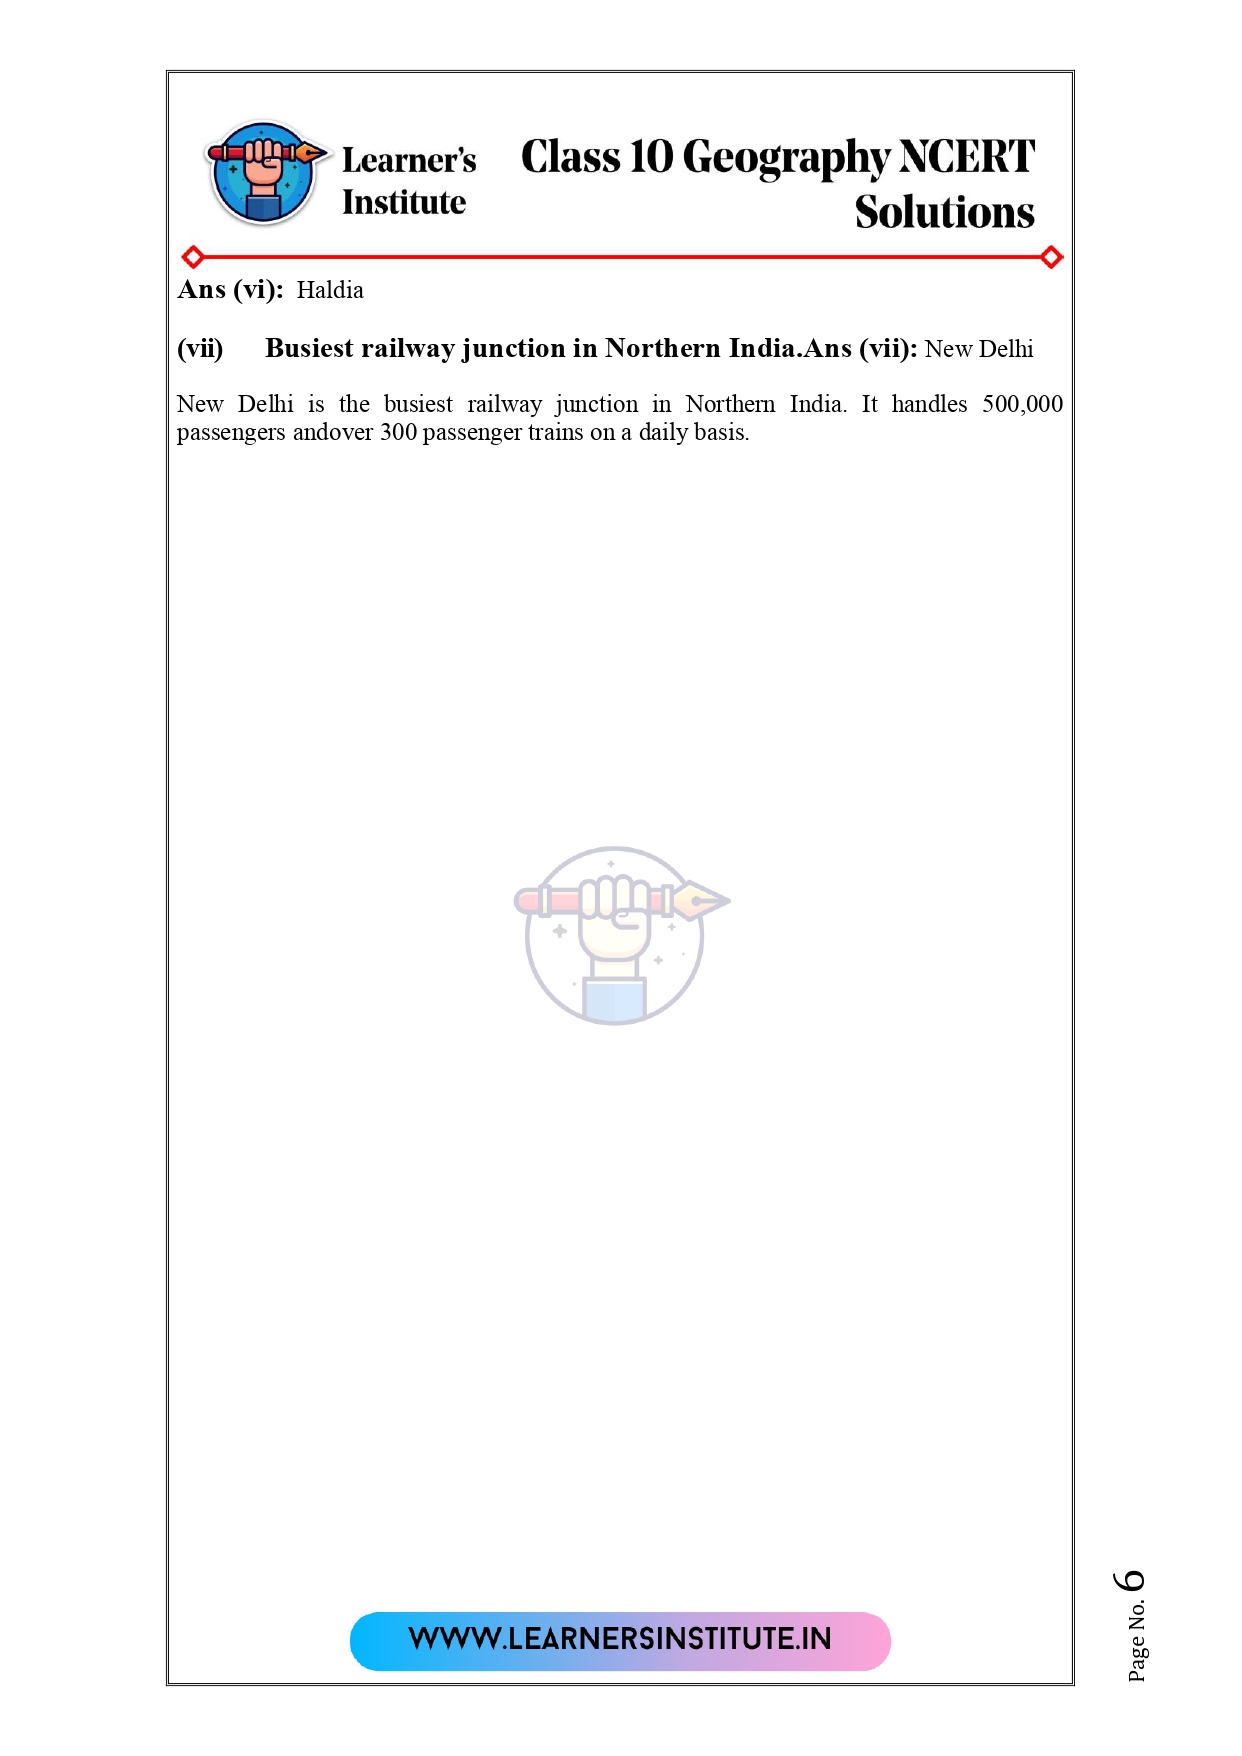 Learner's
Institute
Class 10 Geography NCERT
Solutions
Ans (vi): Haldia
(vii) Busiest railway junction in Northern India.Ans (vii): New Delhi
New Delhi is the busiest railway junction in Northern India. It handles 500,000
passengers andover 300 passenger trains on a daily basis.
WWW.LEARNERSINSTITUTE.IN
Page No. 6